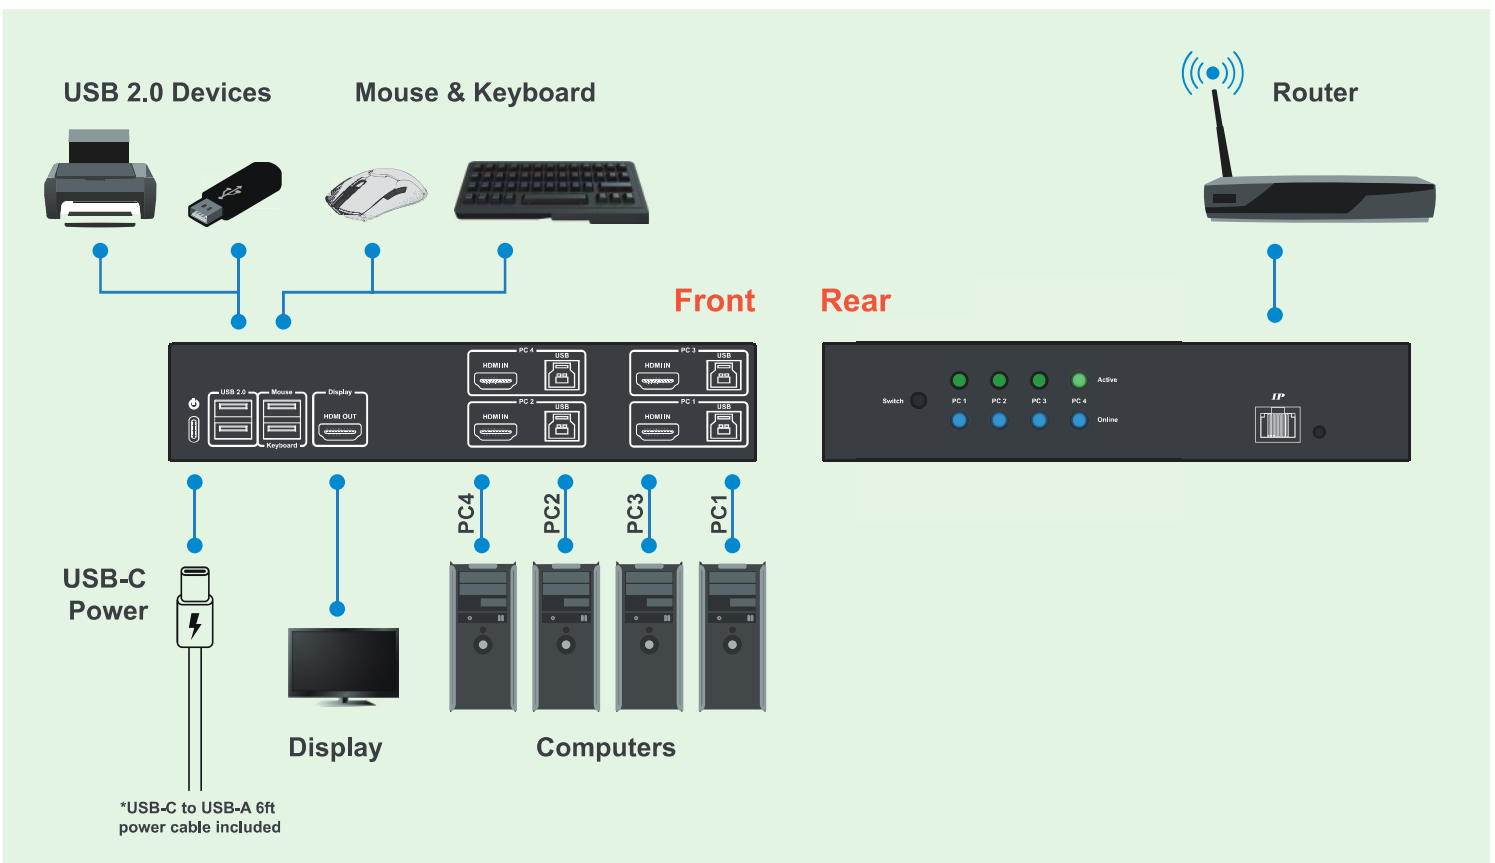 USB 2.0 Devices
Mouse & Keyboard
Router
Front
Rear
PC 4
HDMI IN
USB
PC 3
HDMI IN
USB
USB 2.0
Mouse
Display
HDMI OUT
Keyboard
PC 2
HDMI IN
USB
PC 1
HDMI IN
USB
Active
Switch
PC 1
PC 2
PC 3
PC 4
Online
IP
PC4
PC2
PC3
PC1
USB-C
Power
Display
Computers
*USB-C to USB-A 6ft
power cable included